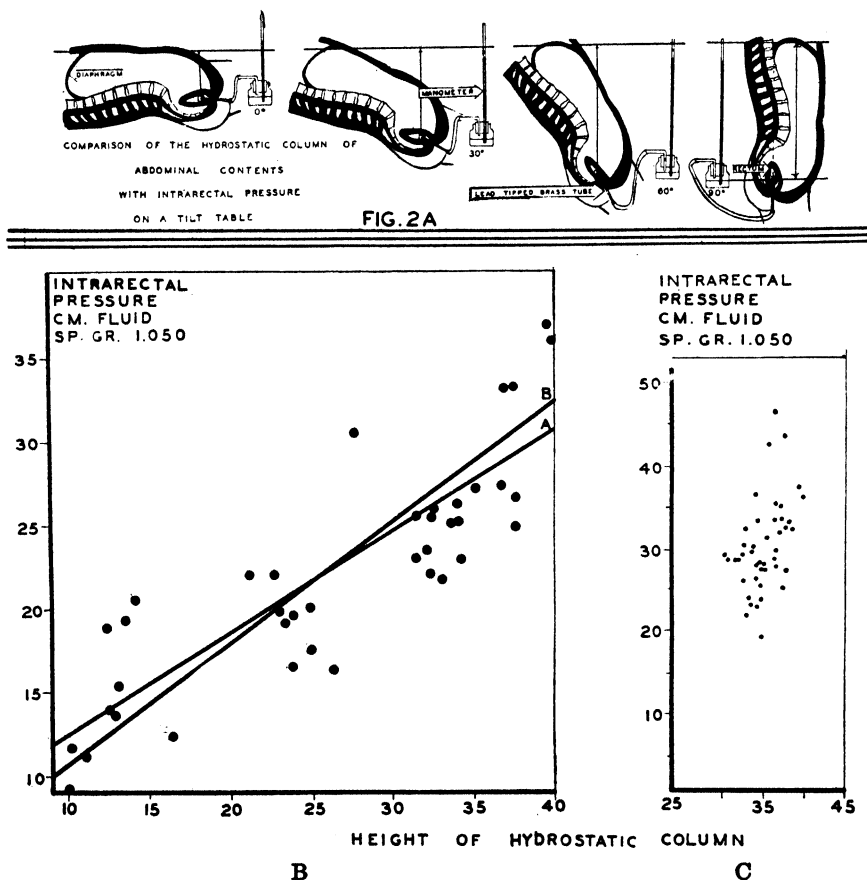 DIAPHRAGM
0°
MANOMETER
30°
LEAD TIPPED BRASS TUBE
60°
90°
RECTUM
COMPARISON OF THE HYDROSTATIC COLUMN OF
ABDOMINAL CONTENTS
WITH INTRARECTAL PRESSURE
ON A TILT TABLE
FIG. 2A
INTRARECTAL
PRESSURE
CM. FLUID
SP. GR. 1.050
35
30
25
20
15
10
B
A
10 15 20 25 30 35 40
INTRARECTAL
PRESSURE
CM. FLUID
SP. GR. 1.050
50
40
30
20
10
25 35 45
HEIGHT OF HYDROSTATIC COLUMN
B C